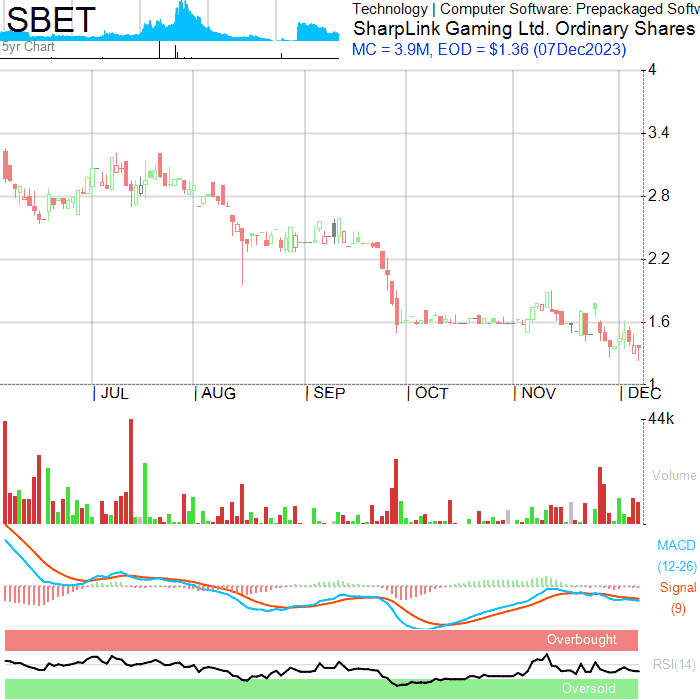 SBET
5yr Chart
Technology | Computer Software: Prepackaged Softw
SharpLink Gaming Ltd. Ordinary Shares
MC = 3.9M, EOD = $1.36 (07Dec2023)
4
3.4
2.8
2.2
1.6
1
JUL AUG SEP OCT NOV DEC
44k
Volume
MACD
(12-26)
Signal
(9)
Overbought
RSI(14)
Oversold